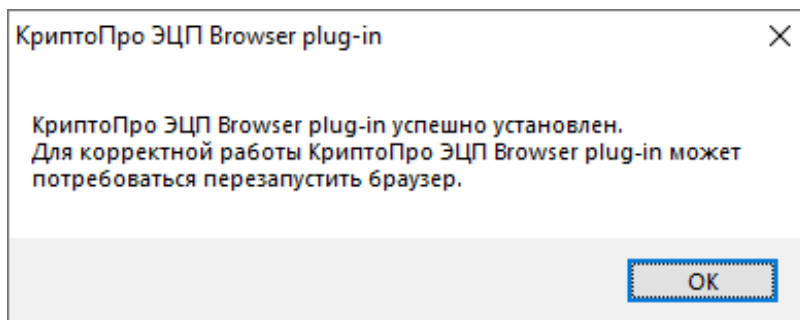 КриптоПро ЭЦП Browser plug-in
КриптоПро ЭЦП Browser plug-in успешно установлен.
Для корректной работы КриптоПро ЭЦП Browser plug-in может
потребоваться перезапустить браузер.
ОК